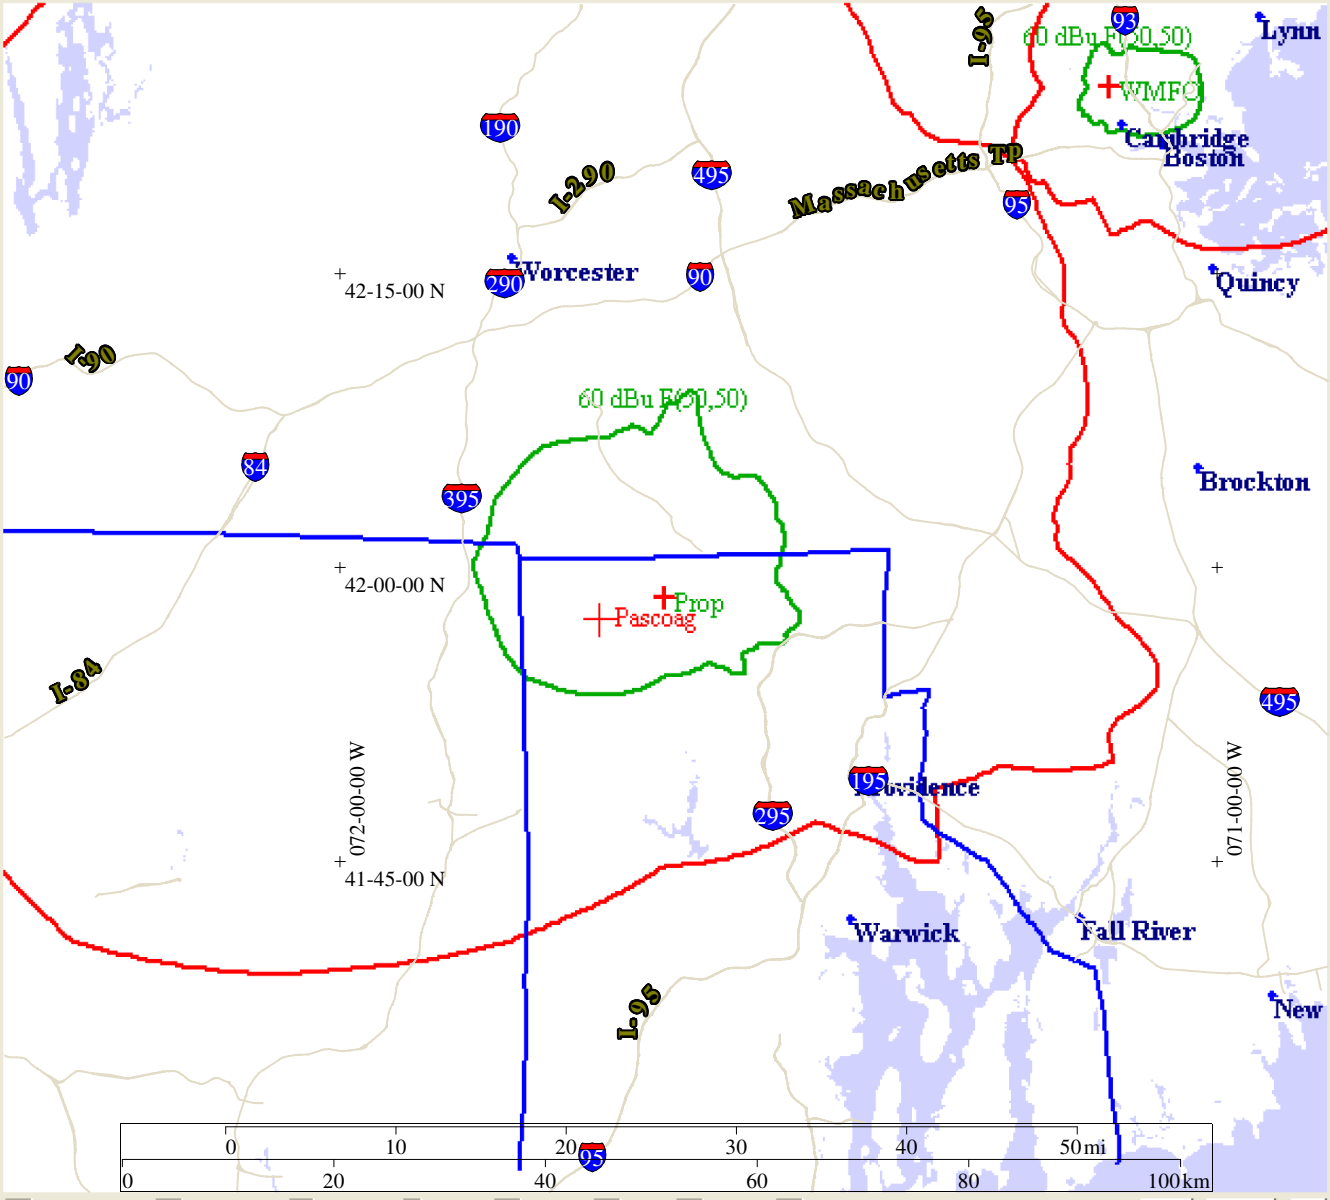 93
Lynn
I-95
60 dBu F(50,50)
WMFO
190
Cambridge
Boston
I-290
495
Massachusetts Tp
95
Worcester
290
90
42-15-00 N
Quincy
I-90
90
60 dBu F(50,50)
84
395
Brockton
42-00-00 N
Prop
Pascoag
I-84
495
072-00-00 W
071-00-00 W
195
Providence
295
41-45-00 N
Warwick
Fall River
I-95
New
0 10 20 30 40 50 mi
95
0 20 40 60 80 100 km